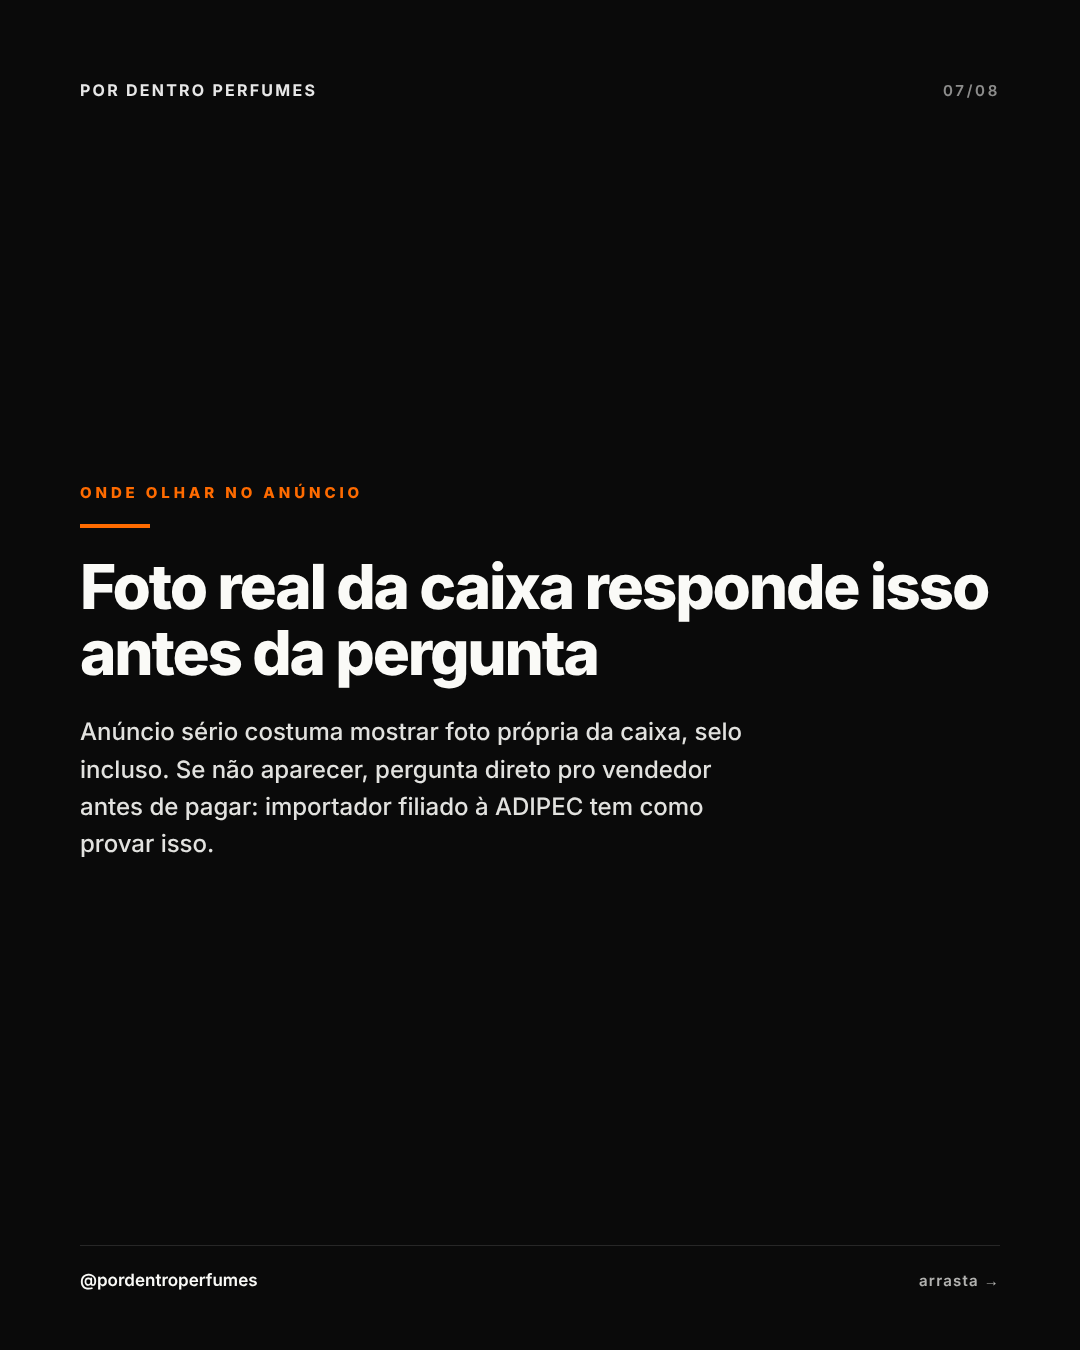 POR DENTRO PERFUMES
07/08
ONDE OLHAR NO ANÚNCIO
Foto real da caixa responde isso
antes da pergunta
Anúncio sério costuma mostrar foto própria da caixa, selo
incluso. Se não aparecer, pergunta direto pro vendedor
antes de pagar: importador filiado à ADIPEC tem como
provar isso.
@pordentroperfumes
arrasta →